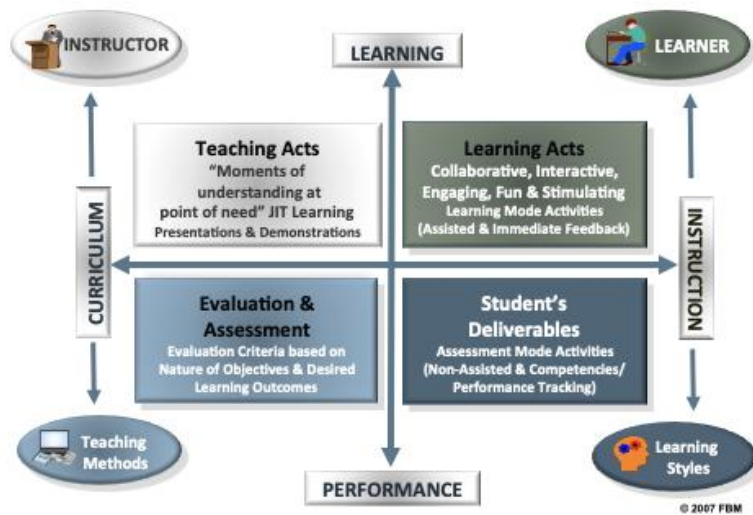 INSTRUCTOR
LEARNING
LEARNER
Teaching Acts
"Moments of
understanding at
point of need" JIT Learning
Presentations & Demonstrations
Learning Acts
Collaborative, Interactive,
Engaging, Fun & Stimulating
Learning Mode Activities
(Assisted & Immediate Feedback)
CURRICULUM
INSTRUCTION
Evaluation &
Assessment
Evaluation Criteria based on
Nature of Objectives & Desired
Learning Outcomes
Student's
Deliverables
Assessment Mode Activities
(Non-Assisted & Competencies/
Performance Tracking)
Teaching
Methods
PERFORMANCE
Learning
Styles
© 2007 FBM